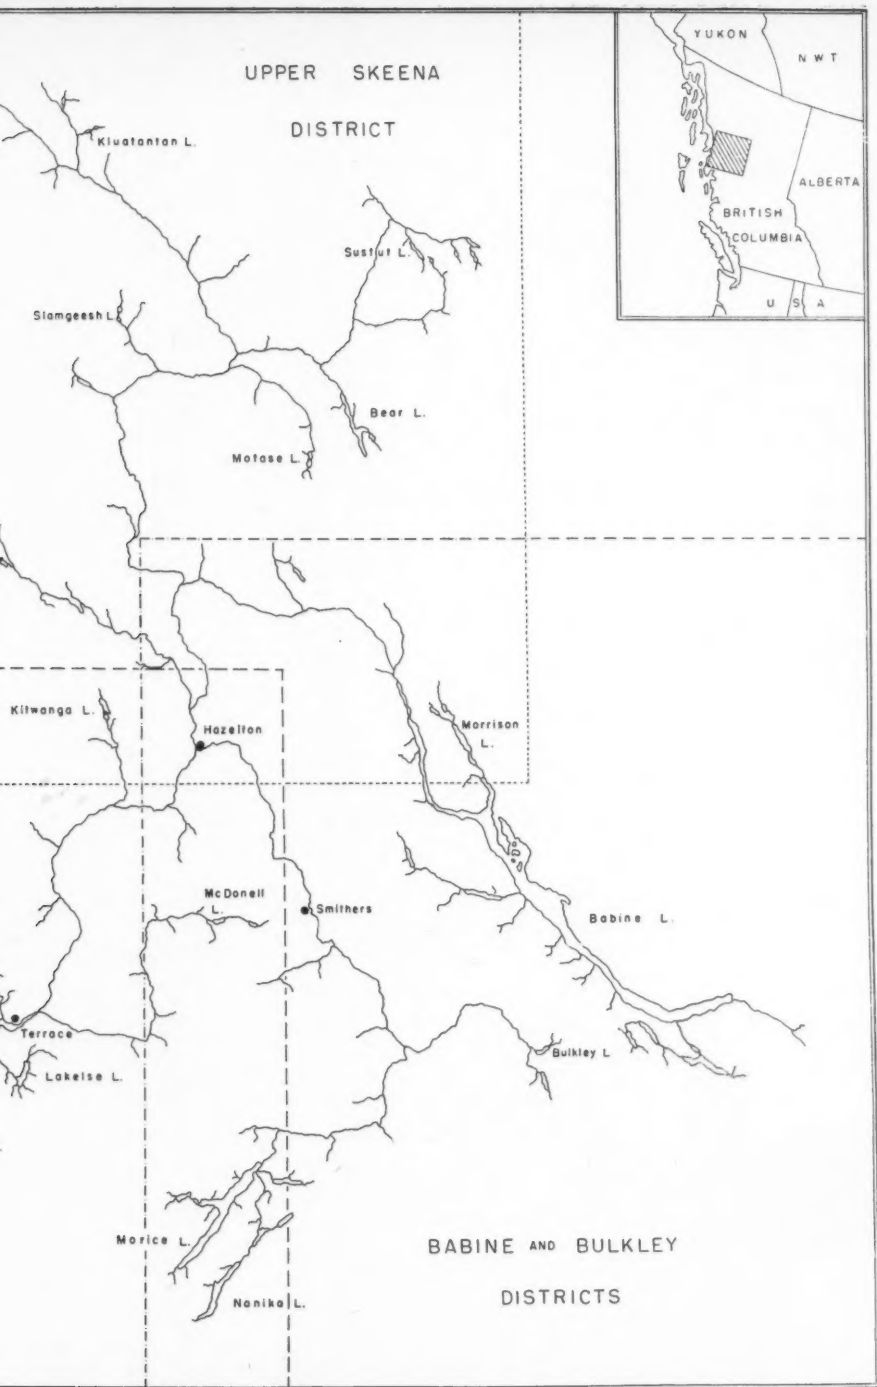 UPPER SKEENA
DISTRICT
YUKON
N W T
ALBERTA
BRITISH
COLUMBIA
U S A
Kluatantan L.
Sustut L.
Slamgeesh L.
Bear L.
Motase L.
Kitwanga L.
Hazelton
Morrison
L.
McDonell
L.
Smithers
Babine L.
Terrace
Lakelse L.
Bulkley L
Morice L.
Nanika L.
BABINE AND BULKLEY
DISTRICTS